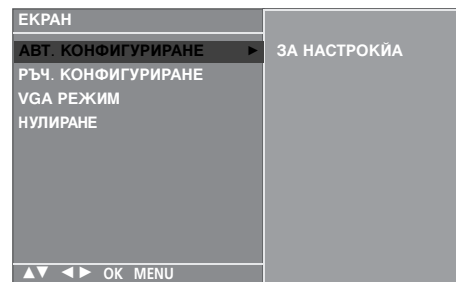 ЕКРАН
АВТ. КОНФИГУРИРАНЕ ►
ЗА НАСТРОКЙА
РЪЧ. КОНФИГУРИРАНЕ
VGA РЕЖИМ
НУЛИРАНЕ
▲▼ ◄► OK MENU